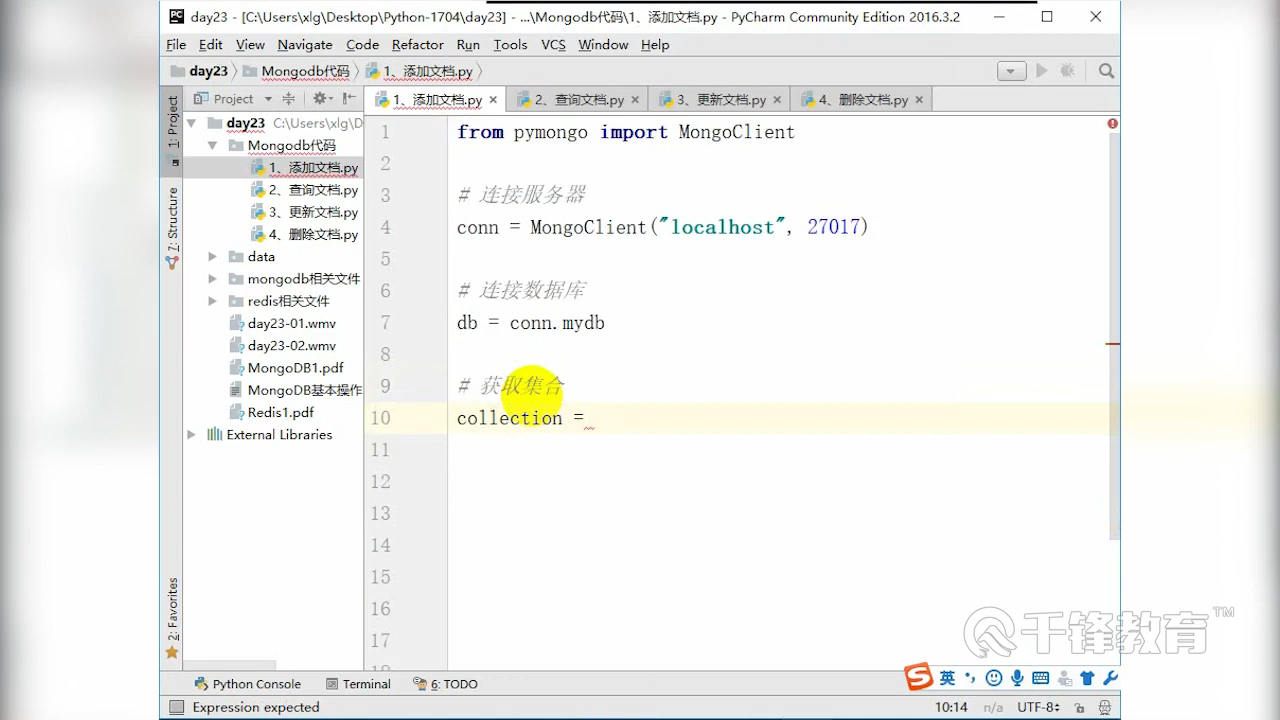 day23 - [C:\Users\xlg\Desktop\Python-1704\day23] - ...\Mongodb代码\1、添加文档.py - PyCharm Community Edition 2016.3.2
File Edit View Navigate Code Refactor Run Tools VCS Window Help
day23 Mongodb代码 1、添加文档.py
Project
1、添加文档.py
2、查询文档.py
3、更新文档.py
4、删除文档.py
1: Project
7: Structure
2: Favorites
day23 C:\Users\xlg\D
Mongodb代码
1、添加文档.py
2、查询文档.py
3、更新文档.py
4、删除文档.py
data
mongodb相关文件
redis相关文件
day23-01.wmv
day23-02.wmv
MongoDB1.pdf
MongoDB基本操作
Redis1.pdf
External Libraries
1 from pymongo import MongoClient
2
3 # 连接服务器
4 conn = MongoClient("localhost", 27017)
5
6 # 连接数据库
7 db = conn.mydb
8
9 # 获取集合
10 collection =
11
12
13
14
15
16
17
18
千锋教育™
英
Python Console Terminal 6: TODO
Expression expected 10:14 n/a UTF-8